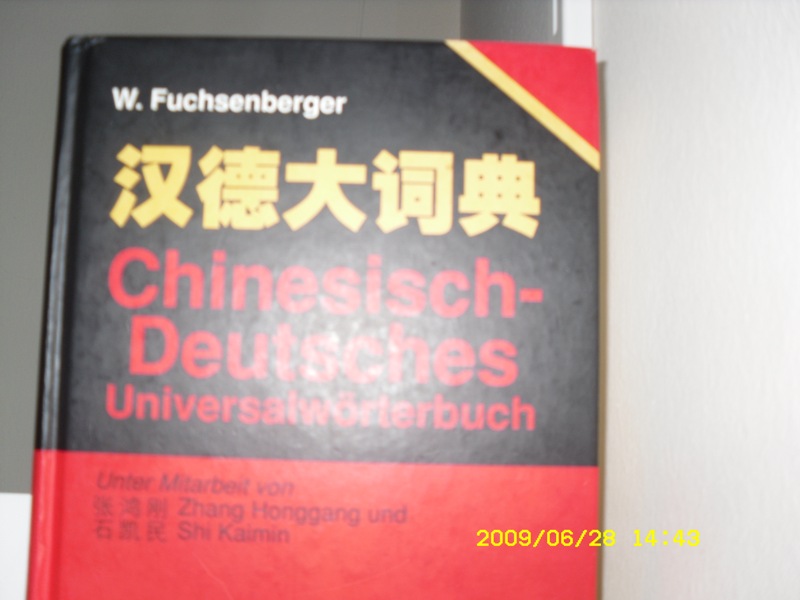 W. Fuchsenberger
汉德大词典
Chinesisch-
Deutsches
Universalwörterbuch
Unter Mitarbeit von
张鸿刚 Zhang Honggang und
石凯民 Shi Kaimin
2009/06/28 14:43